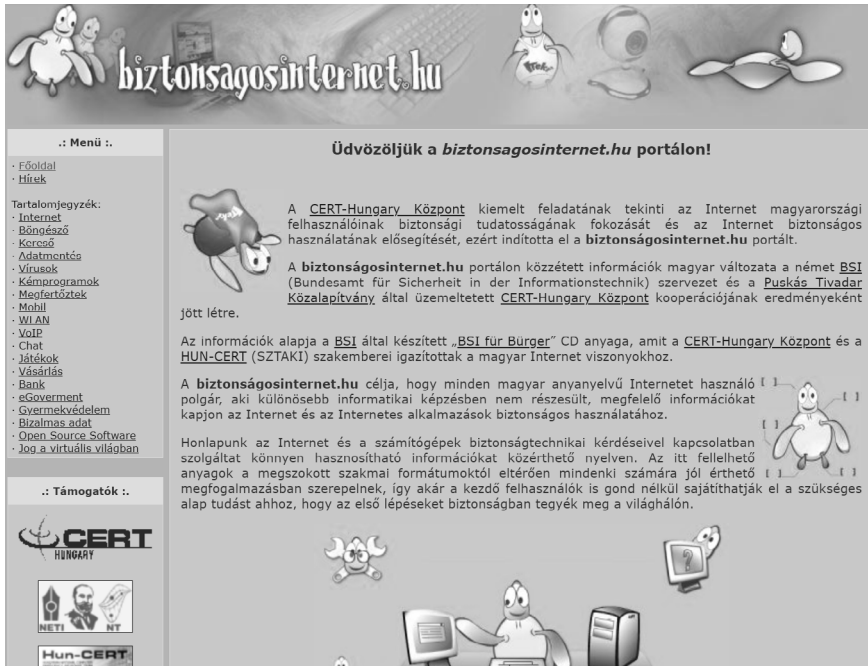 biztonsagosinternet.hu
.: Menü :.
· Főoldal
· Hírek
Tartalomjegyzék:
· Internet
· Böngésző
· Kereső
· Adatmentés
· Vírusok
· Kémprogramok
· Megfertőztek
· Mobil
· WLAN
· VoIP
· Chat
· Játékok
· Vásárlás
· Bank
· eGoverment
· Gyermekvédelem
· Bizalmas adat
· Open Source Software
· Jog a virtuális világban
.: Támogatók :.
CERT
HUNGARY
NETI NT
Hun-CERT
Üdvözöljük a biztonsagosinternet.hu portálon!
A CERT-Hungary Központ kiemelt feladatának tekinti az Internet magyarországi
felhasználóinak biztonsági tudatosságának fokozását és az Internet biztonságos
használatának elősegítését, ezért indította el a biztonságosinternet.hu portált.
A biztonságosinternet.hu portálon közzétett információk magyar változata a német BSI
(Bundesamt für Sicherheit in der Informationstechnik) szervezet és a Puskás Tivadar
Közalapítvány által üzemeltetett CERT-Hungary Központ kooperációjának eredményeként
jött létre.
Az információk alapja a BSI által készített „BSI für Bürger” CD anyaga, amit a CERT-Hungary Központ és a
HUN-CERT (SZTAKI) szakemberei igazítottak a magyar Internet viszonyokhoz.
A biztonságosinternet.hu célja, hogy minden magyar anyanyelvű Internetet használó
polgár, aki különösebb informatikai képzésben nem részesült, megfelelő információkat
kapjon az Internet és az Internetes alkalmazások biztonságos használatához.
Honlapunk az Internet és a számítógépek biztonságtechnikai kérdéseivel kapcsolatban
szolgáltat könnyen hasznosítható információkat közérthető nyelven. Az itt fellelhető
anyagok a megszokott szakmai formátumoktól eltérően mindenki számára jól érthető
megfogalmazásban szerepelnek, így akár a kezdő felhasználók is gond nélkül sajátíthatják el a szükséges
alap tudást ahhoz, hogy az első lépéseket biztonságban tegyék meg a világhálón.
?